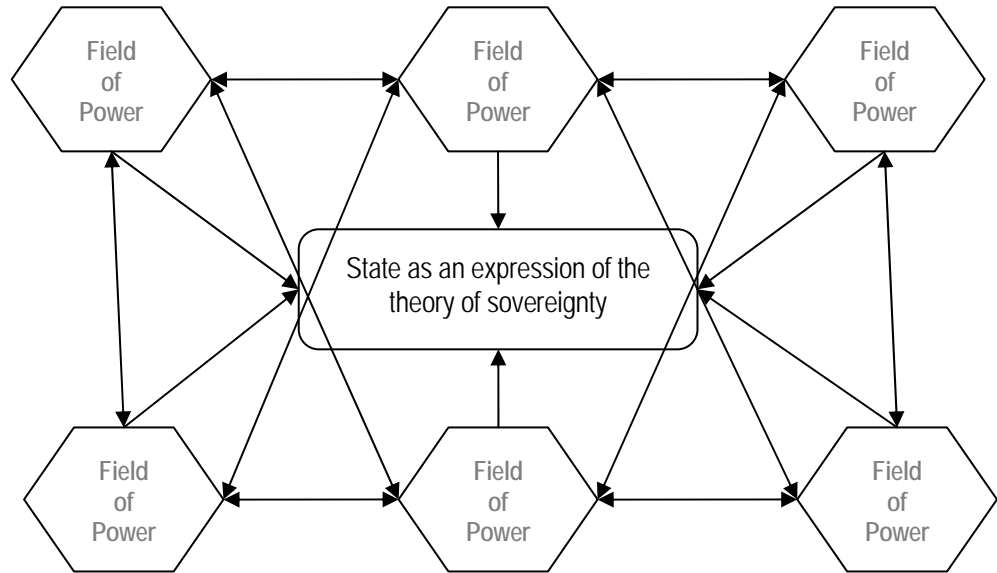 Field
of
Power
Field
of
Power
Field
of
Power
State as an expression of the
theory of sovereignty
Field
of
Power
Field
of
Power
Field
of
Power